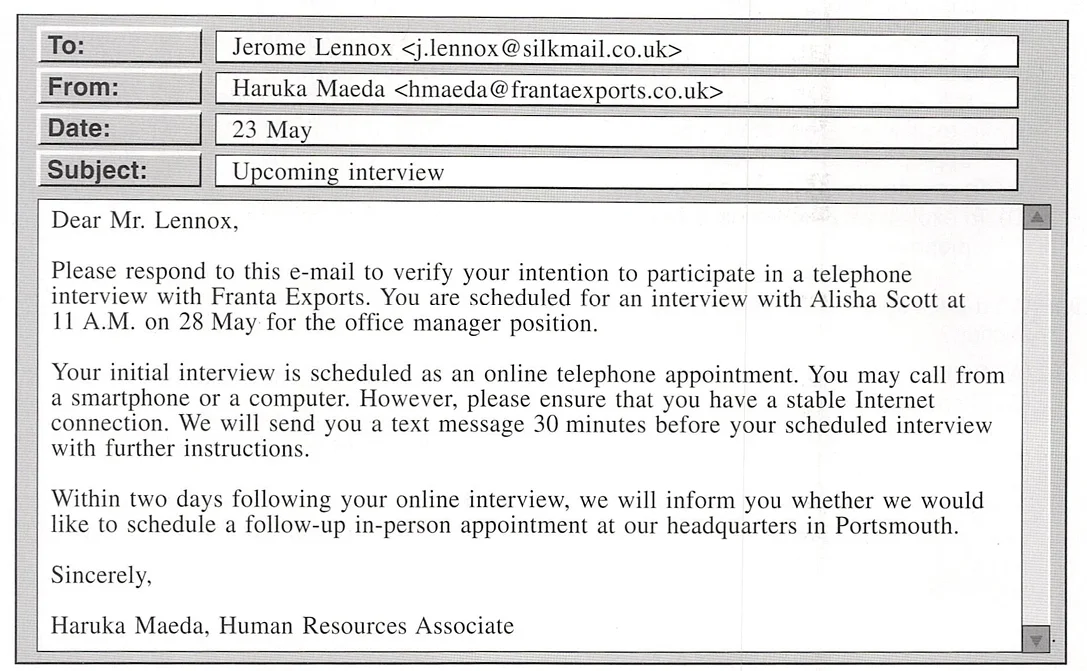 To: Jerome Lennox <j.lennox@silkmail.co.uk>
From: Haruka Maeda <hmaeda@frantaexports.co.uk>
Date: 23 May
Subject: Upcoming interview
Dear Mr. Lennox,
Please respond to this e-mail to verify your intention to participate in a telephone
interview with Franta Exports. You are scheduled for an interview with Alisha Scott at
11 A.M. on 28 May for the office manager position.
Your initial interview is scheduled as an online telephone appointment. You may call from
a smartphone or a computer. However, please ensure that you have a stable Internet
connection. We will send you a text message 30 minutes before your scheduled interview
with further instructions.
Within two days following your online interview, we will inform you whether we would
like to schedule a follow-up in-person appointment at our headquarters in Portsmouth.
Sincerely,
Haruka Maeda, Human Resources Associate